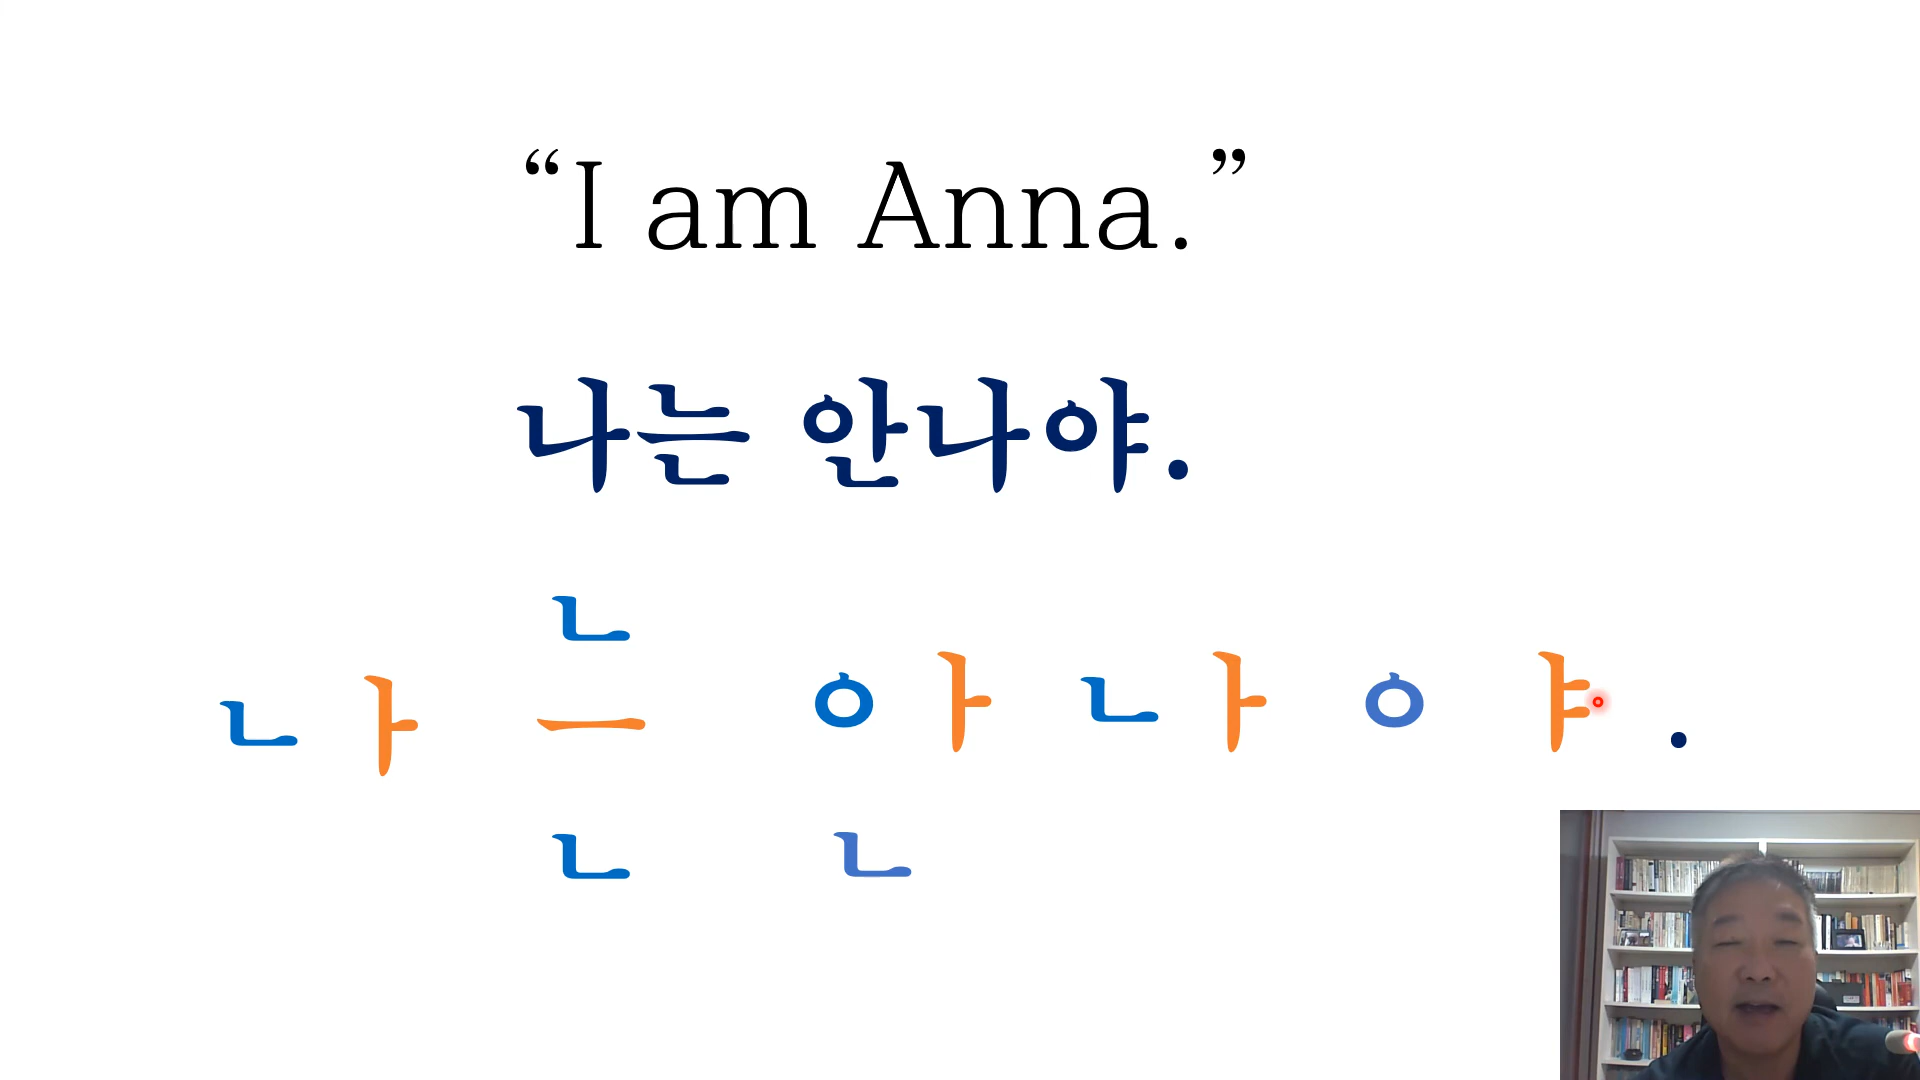 “I am Anna.”
나는 안나야.
ㄴ
ㄴ ㅏ ㅡ ㅇ ㅏ ㄴ ㅏ ㅇ ㅑ .
ㄴ ㄴ